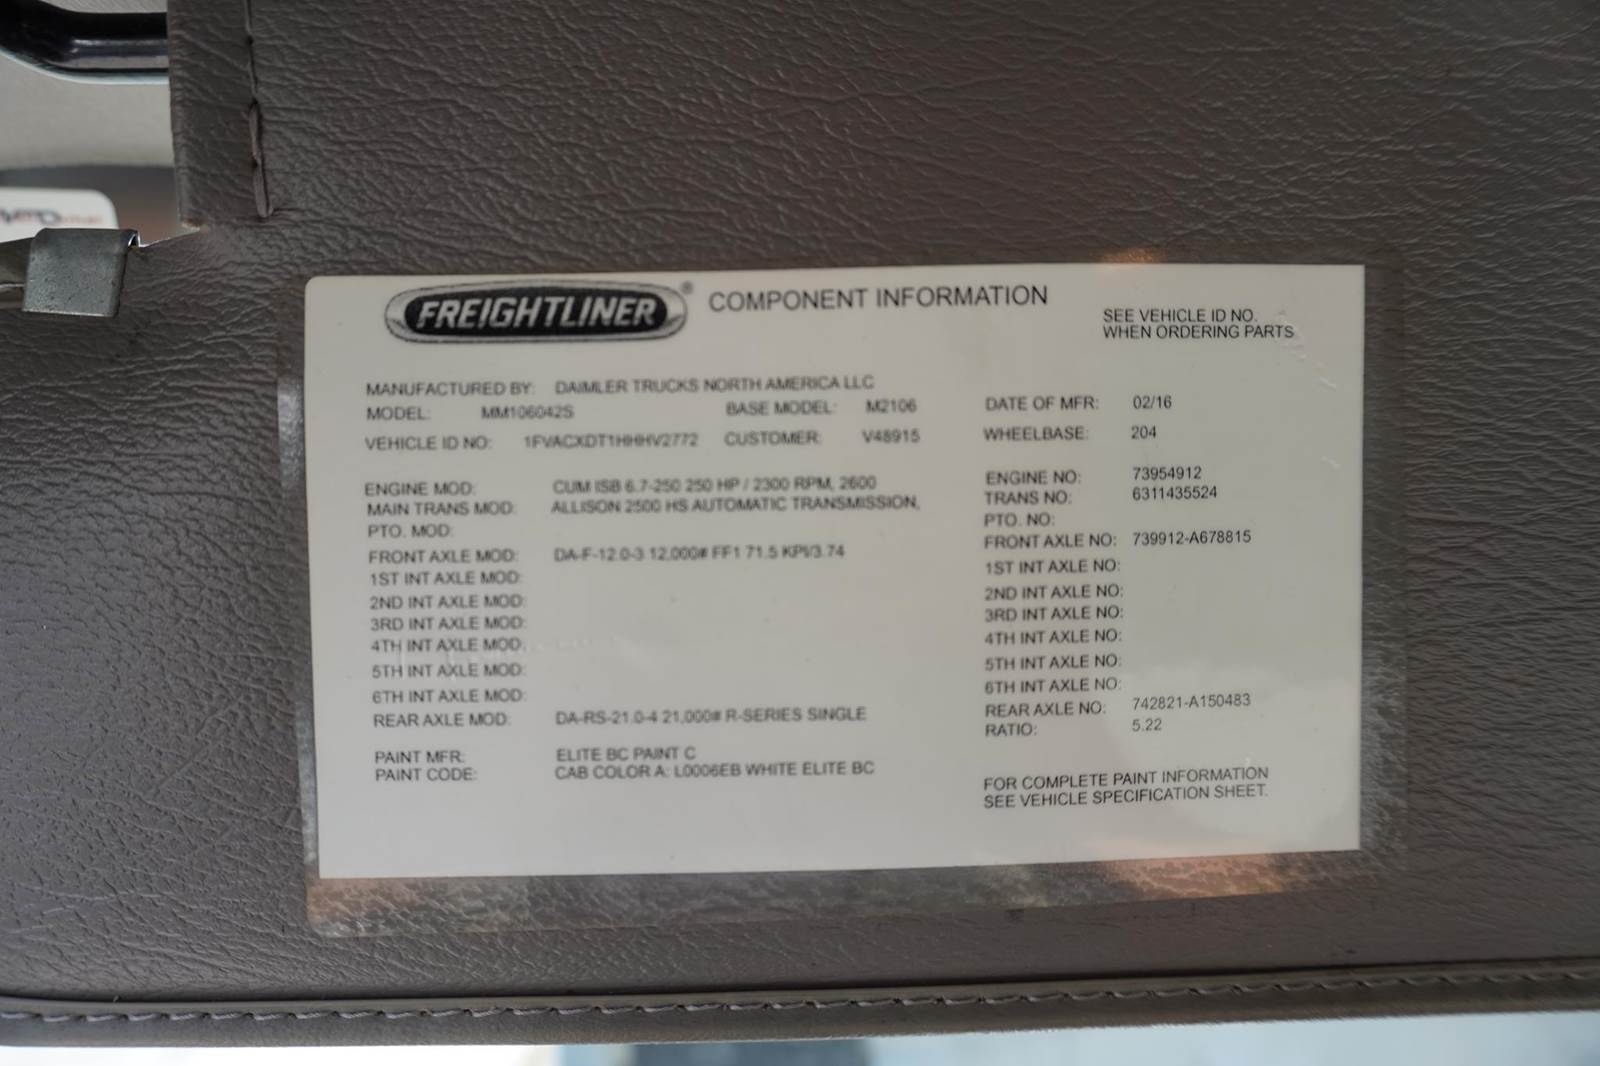 FREIGHTLINER® COMPONENT INFORMATION
SEE VEHICLE ID NO.
WHEN ORDERING PARTS
MANUFACTURED BY: DAIMLER TRUCKS NORTH AMERICA LLC
MODEL: MM106042S BASE MODEL: M2106 DATE OF MFR: 02/16
VEHICLE ID NO: 1FVACXDT1HHHV2772 CUSTOMER: V48915 WHEELBASE: 204
ENGINE MOD: CUM ISB 6.7-250 250 HP / 2300 RPM, 2600 ENGINE NO: 73954912
MAIN TRANS MOD: ALLISON 2500 HS AUTOMATIC TRANSMISSION, TRANS NO: 6311435524
PTO. MOD: PTO. NO:
FRONT AXLE MOD: DA-F-12.0-3 12,000# FF1 71.5 KPI/3.74 FRONT AXLE NO: 739912-A678815
1ST INT AXLE MOD: 1ST INT AXLE NO:
2ND INT AXLE MOD: 2ND INT AXLE NO:
3RD INT AXLE MOD: 3RD INT AXLE NO:
4TH INT AXLE MOD: 4TH INT AXLE NO:
5TH INT AXLE MOD: 5TH INT AXLE NO:
6TH INT AXLE MOD: 6TH INT AXLE NO:
REAR AXLE MOD: DA-RS-21.0-4 21,000# R-SERIES SINGLE REAR AXLE NO: 742821-A150483
RATIO: 5.22
PAINT MFR: ELITE BC PAINT C
PAINT CODE: CAB COLOR A: L0006EB WHITE ELITE BC
FOR COMPLETE PAINT INFORMATION
SEE VEHICLE SPECIFICATION SHEET.